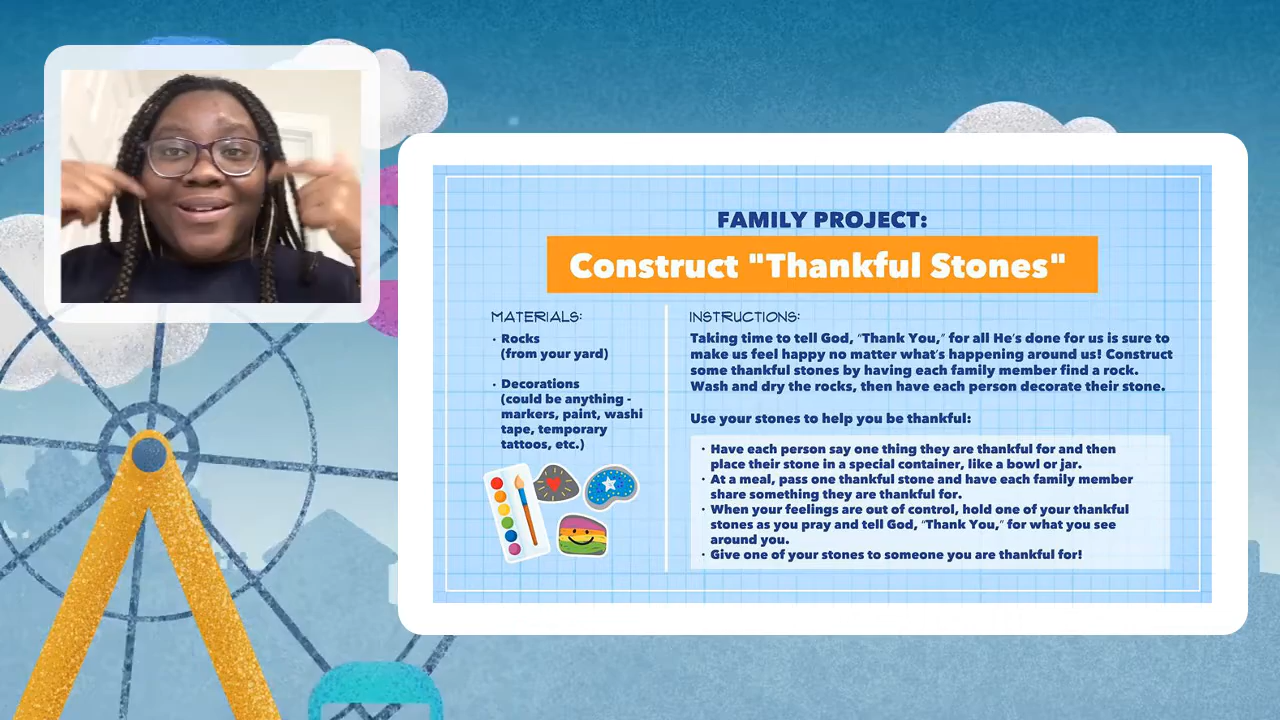 FAMILY PROJECT:
Construct "Thankful Stones"
MATERIALS:
· Rocks
(from your yard)
· Decorations
(could be anything -
markers, paint, washi
tape, temporary
tattoos, etc.)
INSTRUCTIONS:
Taking time to tell God, “Thank You,” for all He's done for us is sure to
make us feel happy no matter what's happening around us! Construct
some thankful stones by having each family member find a rock.
Wash and dry the rocks, then have each person decorate their stone.
Use your stones to help you be thankful:
· Have each person say one thing they are thankful for and then
place their stone in a special container, like a bowl or jar.
· At a meal, pass one thankful stone and have each family member
share something they are thankful for.
· When your feelings are out of control, hold one of your thankful
stones as you pray and tell God, “Thank You,” for what you see
around you.
· Give one of your stones to someone you are thankful for!